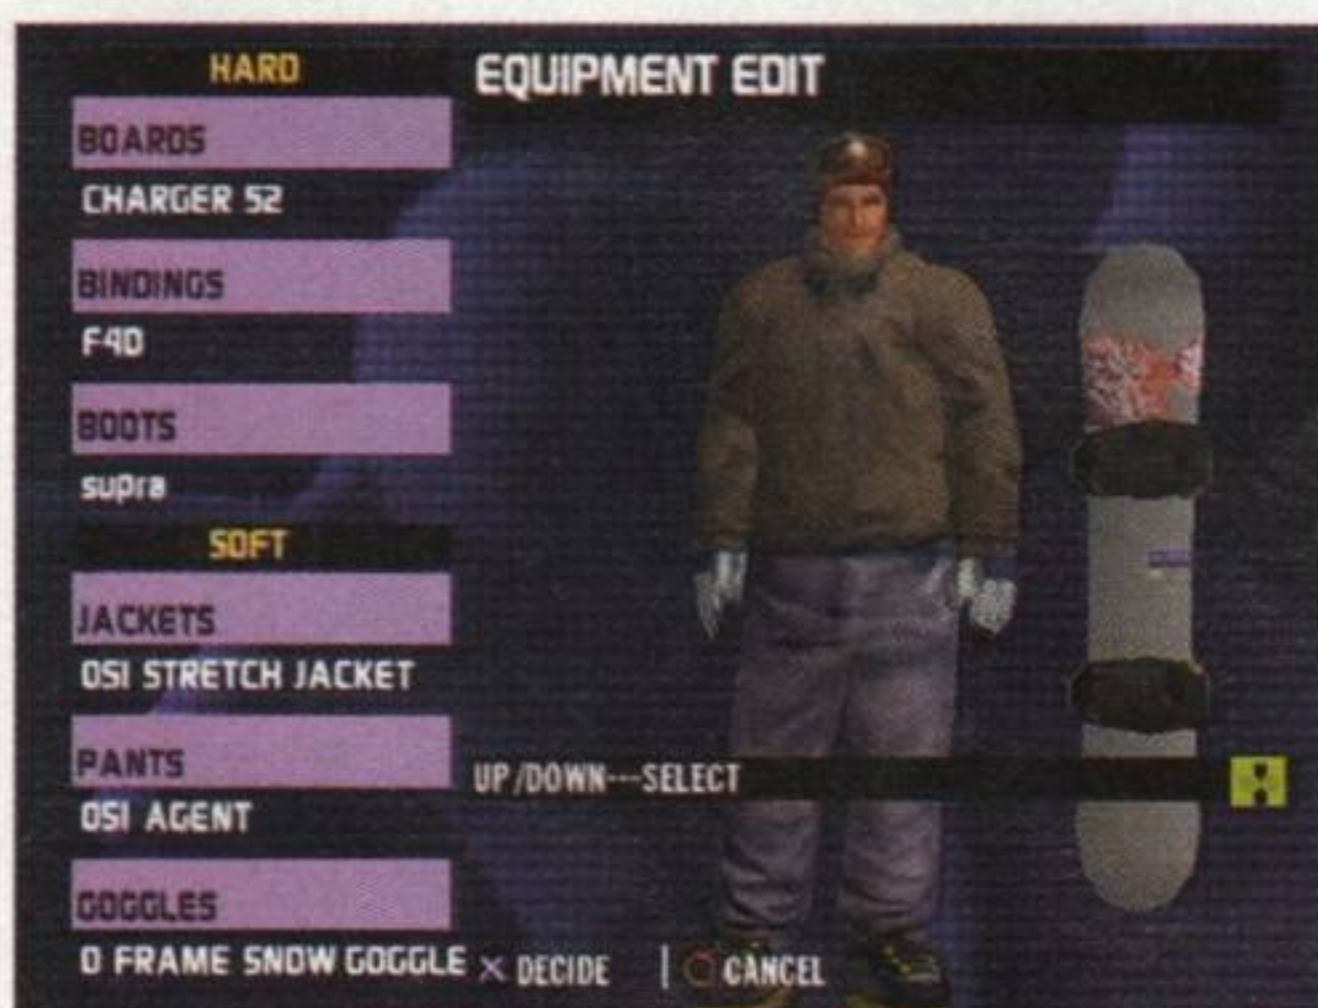 HARD
EQUIPMENT EDIT
BOARDS
CHARGER 52
BINDINGS
F40
BOOTS
supra
SOFT
JACKETS
OSI STRETCH JACKET
PANTS
UP/DOWN---SELECT
OSI AGENT
GOGGLES
O FRAME SNOW GOGGLE X DECIDE | O CANCEL